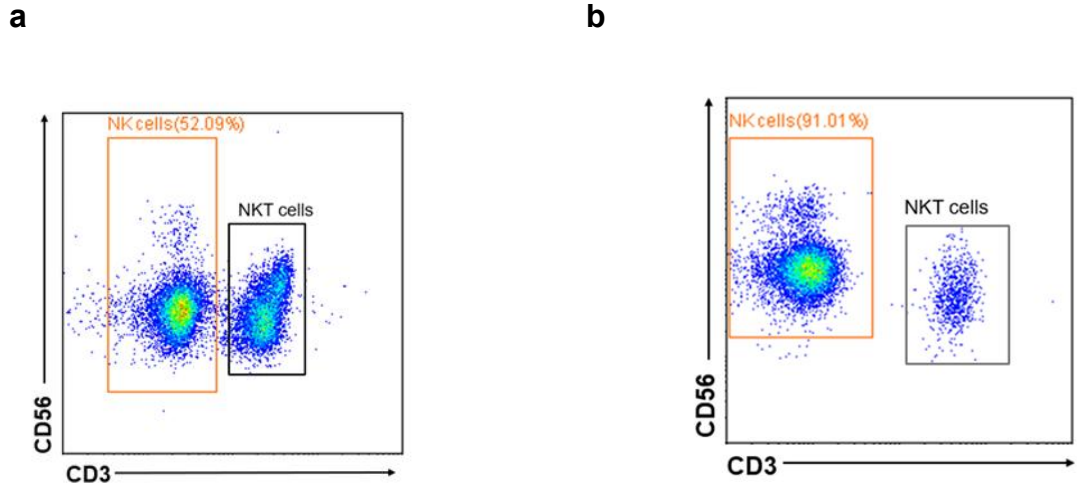 a
b
NK cells(52.09%)
NKT cells
CD56
CD3
NK cells(91.01%)
NKT cells
CD56
CD3